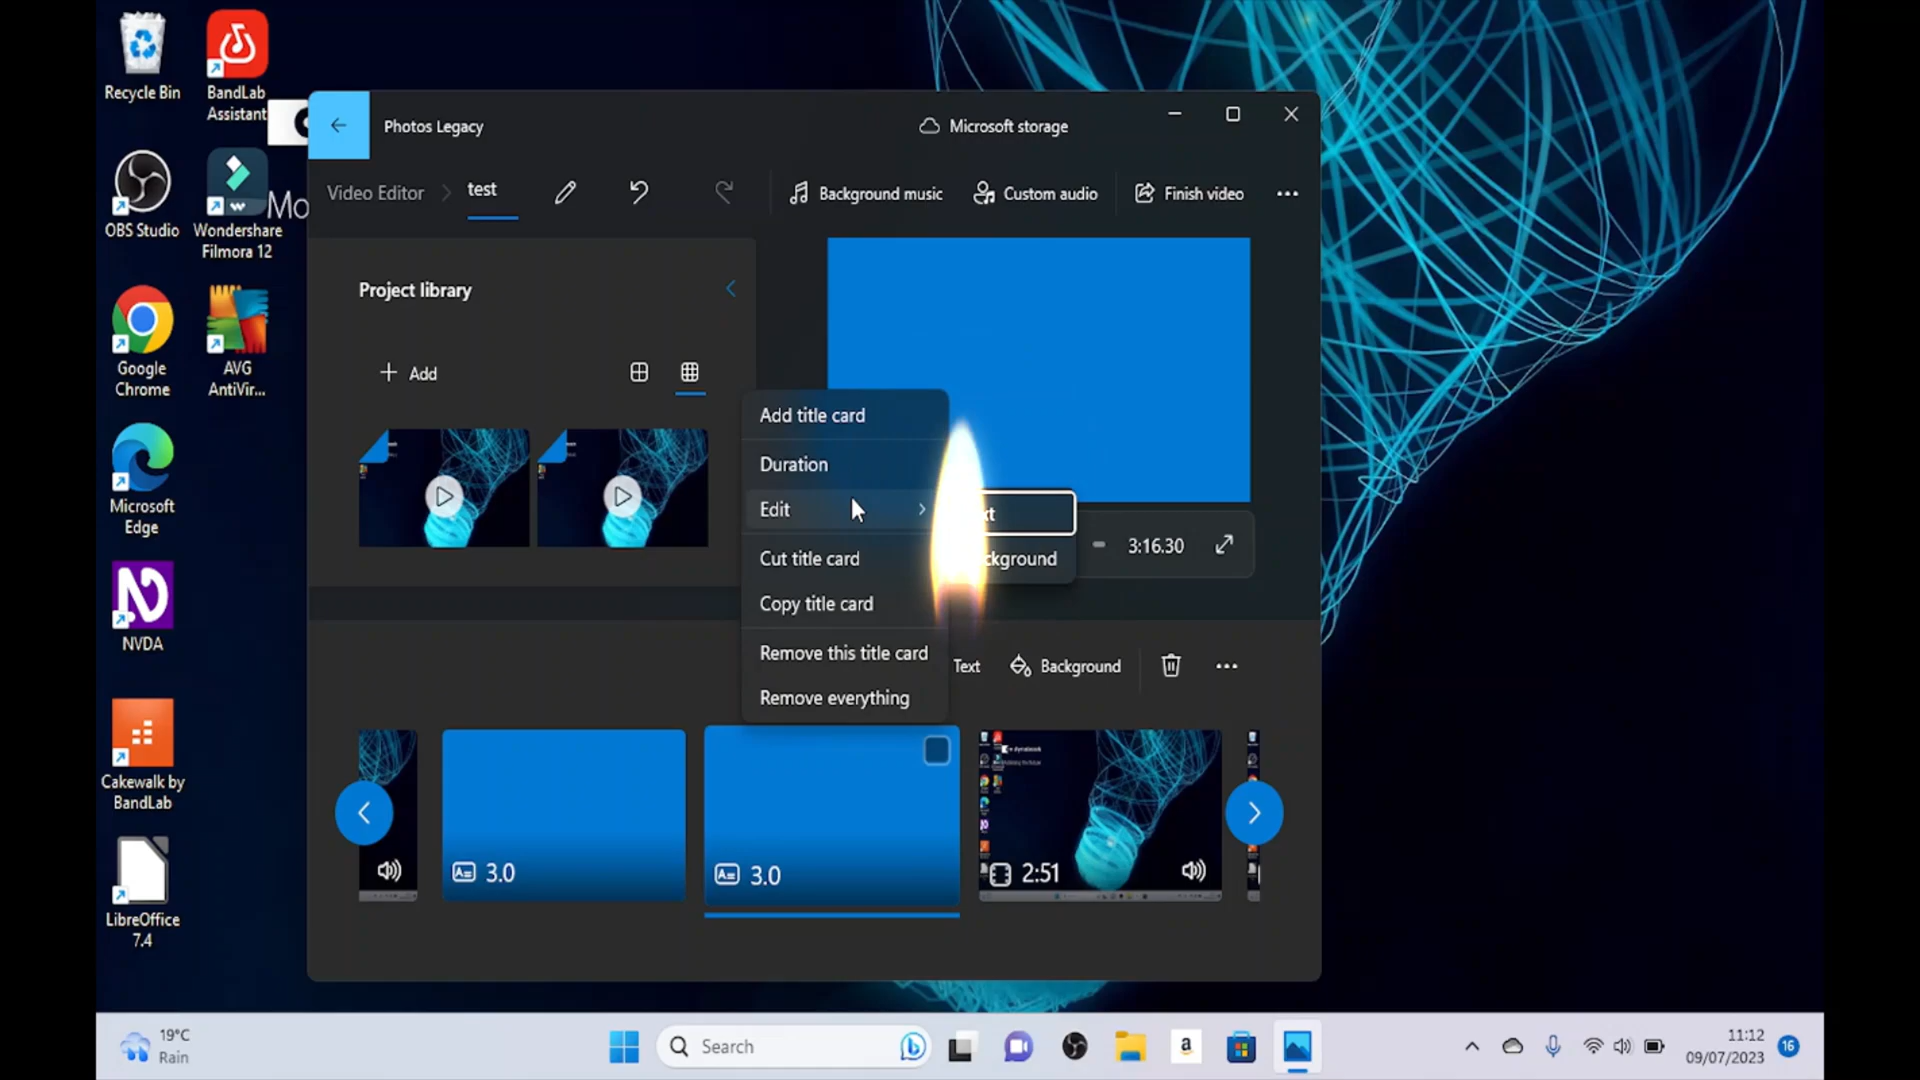 Recycle Bin
BandLab
Assistant
OBS Studio
Wondershare
Filmora 12
Mo
Google
Chrome
AVG
AntiVir...
Microsoft
Edge
NVDA
Cakewalk by
BandLab
LibreOffice
7.4
Photos Legacy
Microsoft storage
Video Editor
test
Background music
Custom audio
Finish video
Project library
Add
Add title card
Duration
Edit
Cut title card
Copy title card
Remove this title card
Remove everything
3:16.30
Text
Background
3.0
3.0
2:51
19°C
Rain
Search
11:12
09/07/2023
16